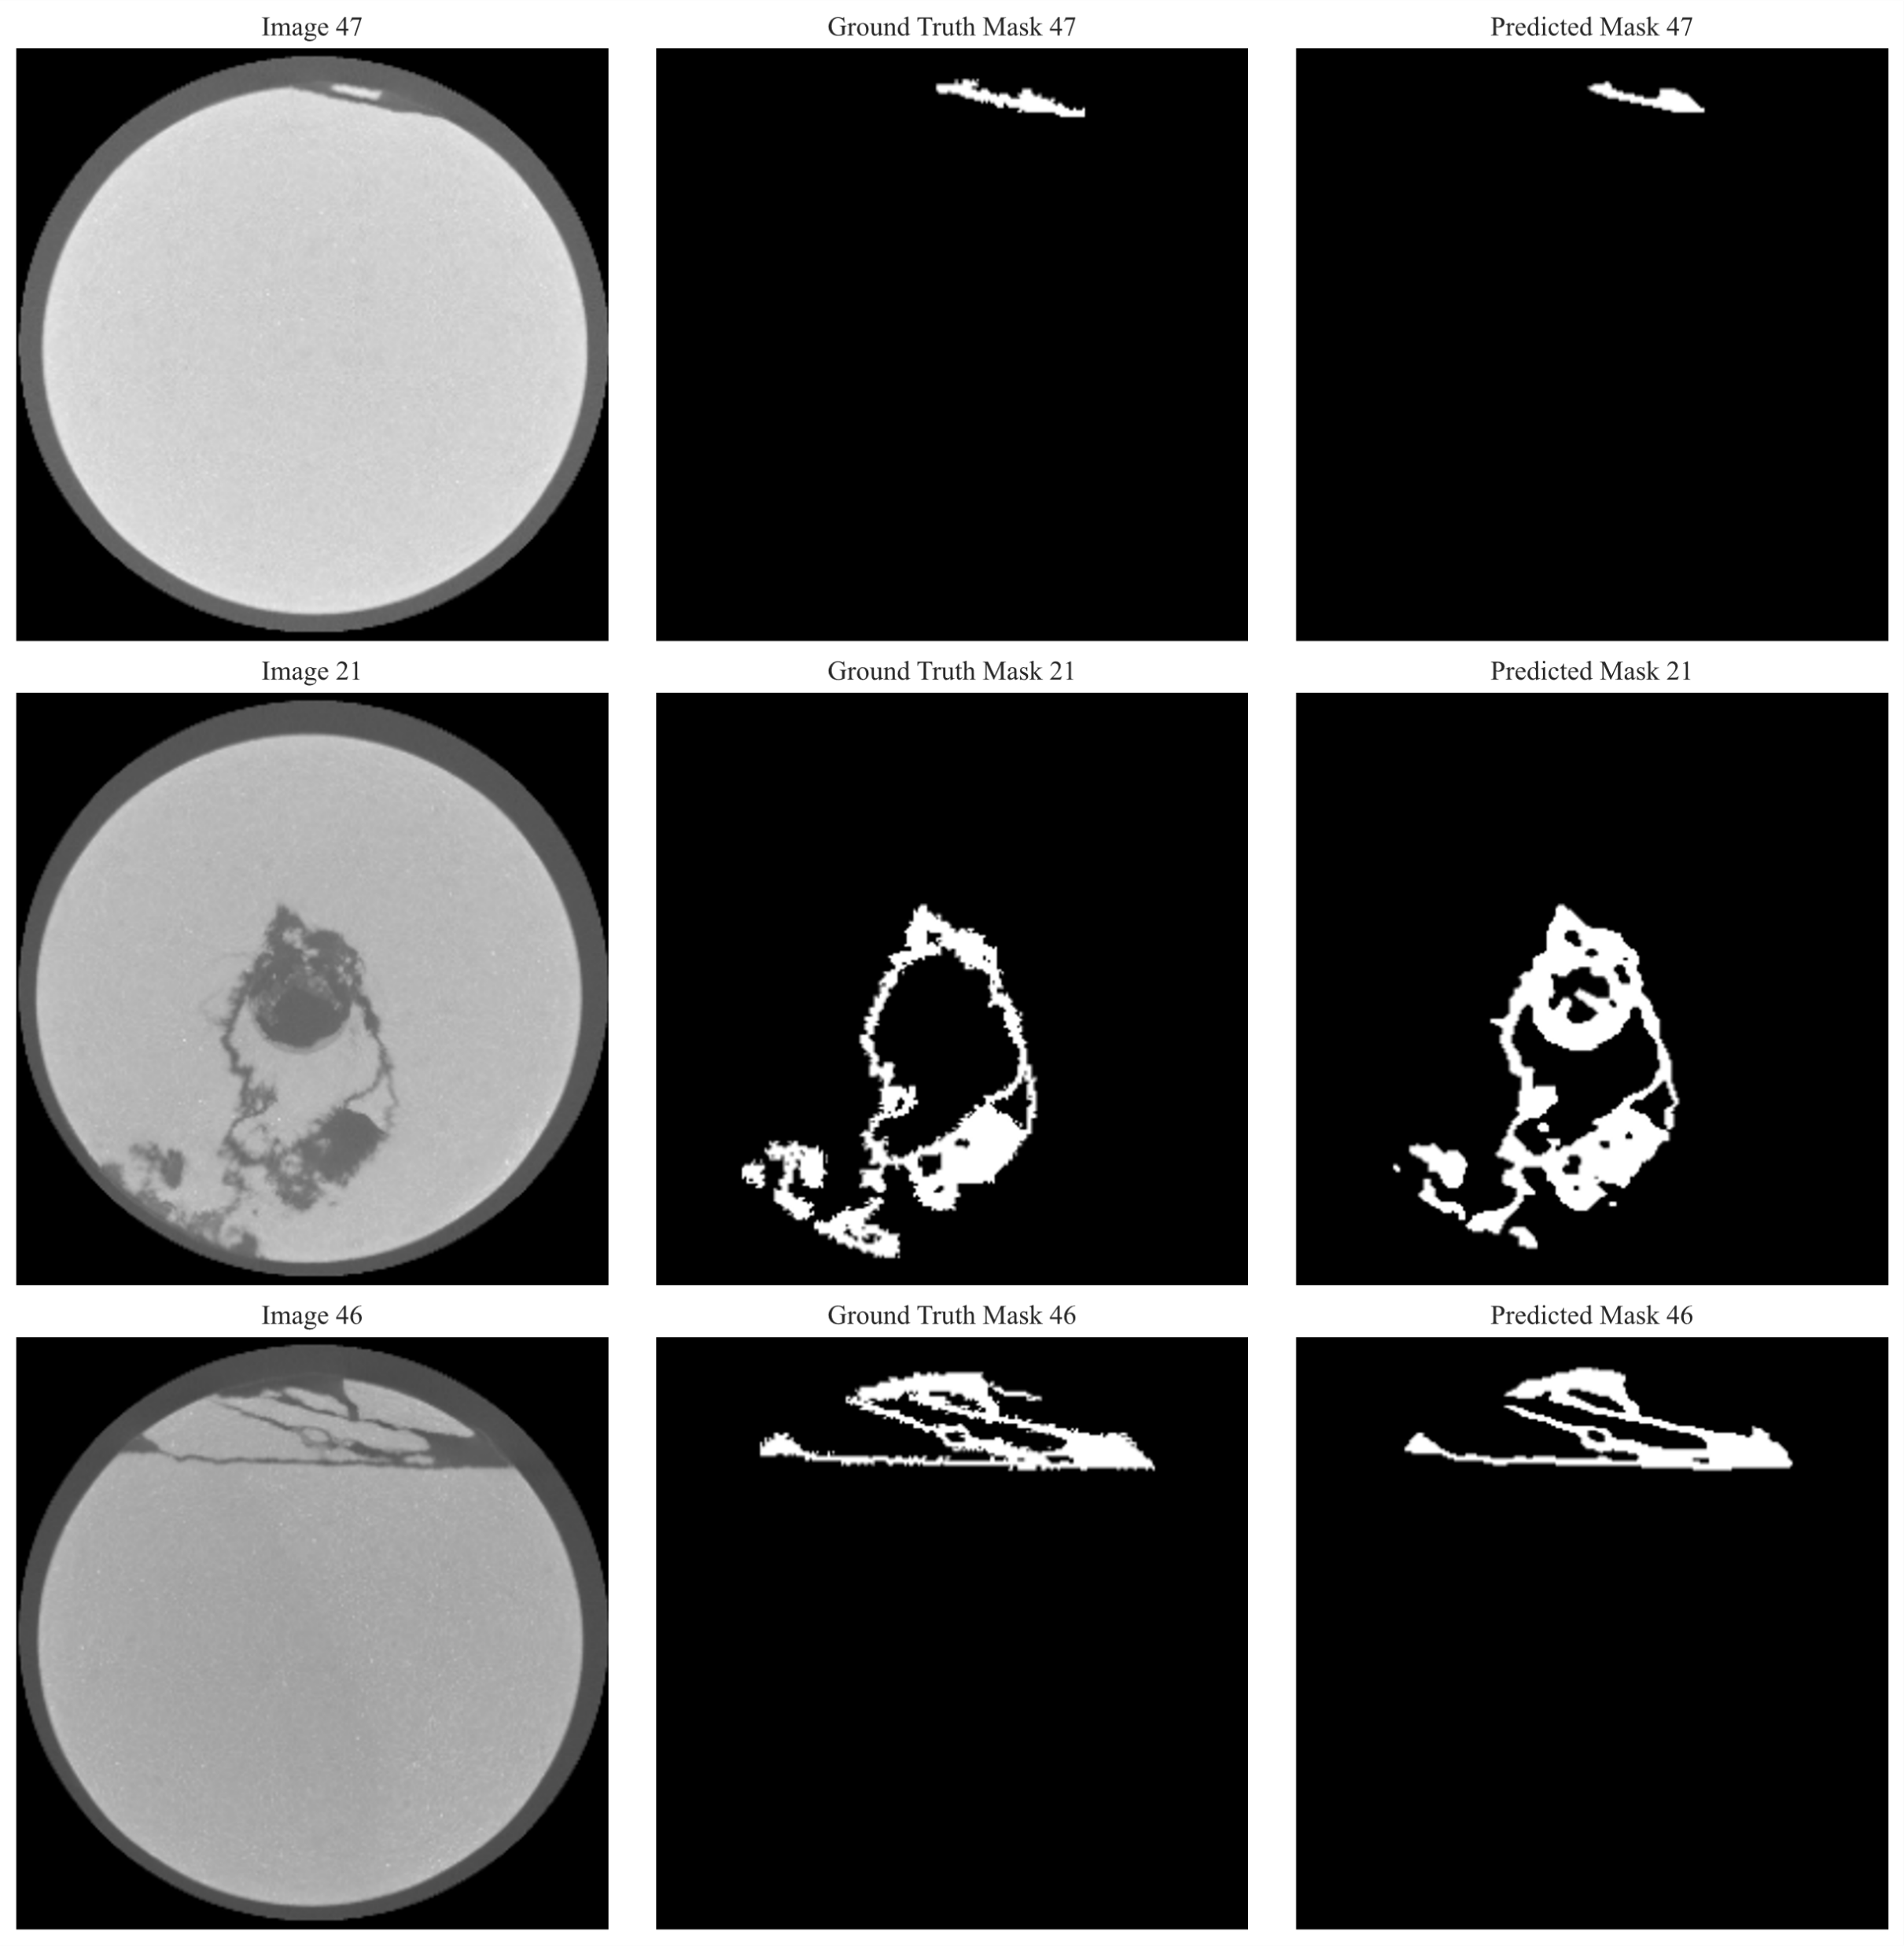 Image 47
Ground Truth Mask 47
Predicted Mask 47
Image 21
Ground Truth Mask 21
Predicted Mask 21
Image 46
Ground Truth Mask 46
Predicted Mask 46